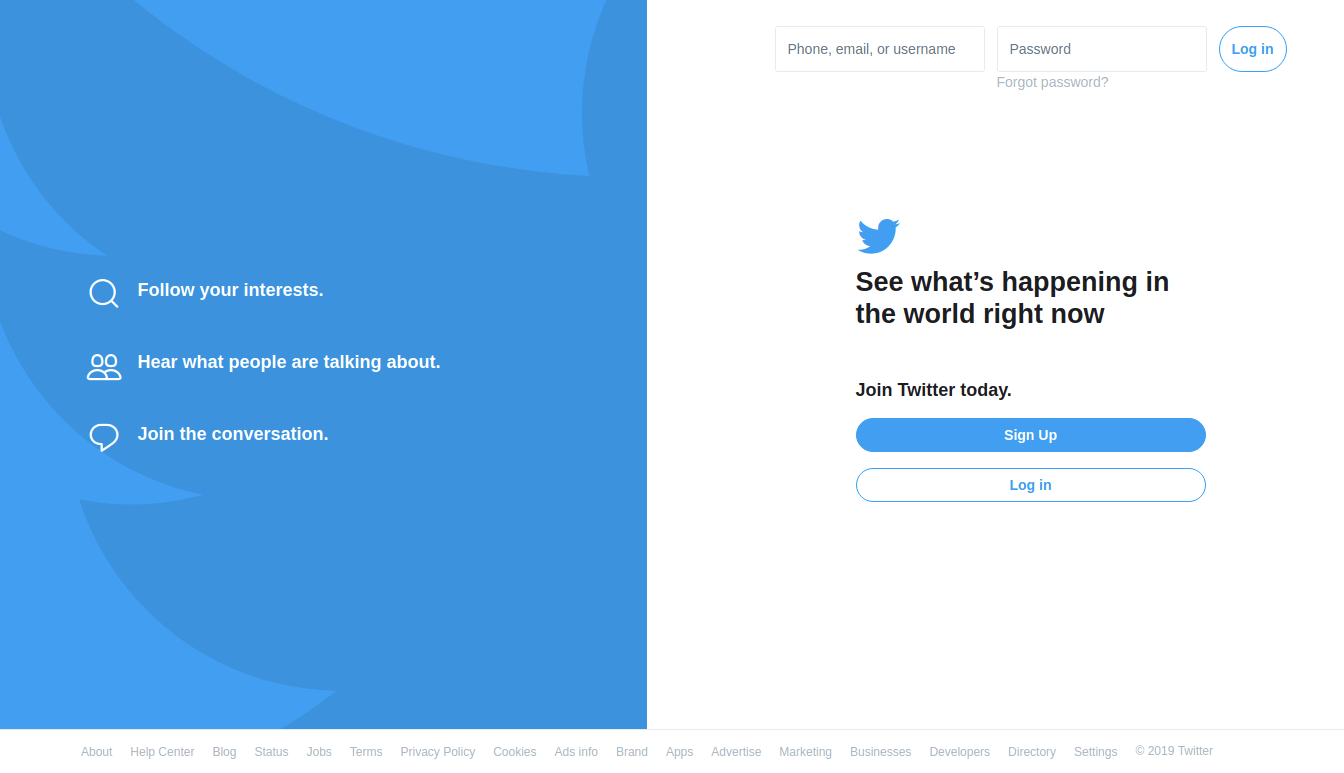 Phone, email, or username
Password
Log in
Forgot password?
Follow your interests.
Hear what people are talking about.
Join the conversation.
See what’s happening in
the world right now
Join Twitter today.
Sign Up
Log in
About Help Center Blog Status Jobs Terms Privacy Policy Cookies Ads info Brand Apps Advertise Marketing Businesses Developers Directory Settings © 2019 Twitter